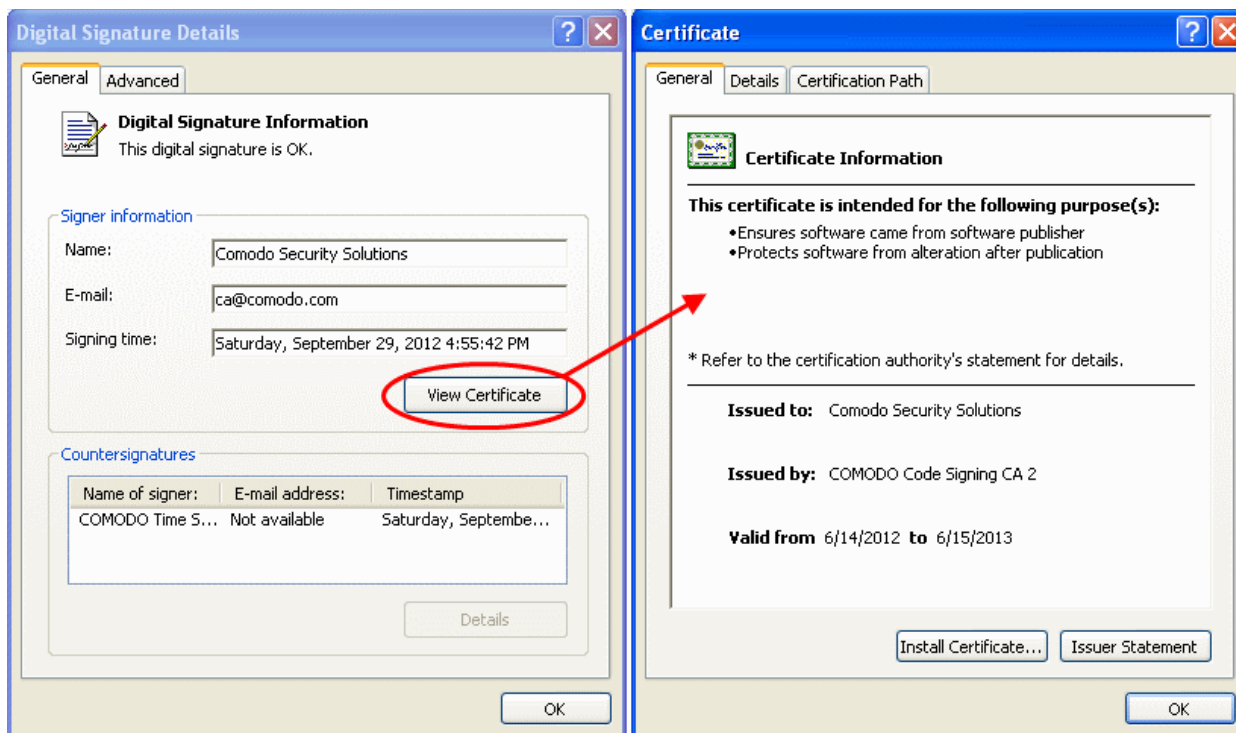 Digital Signature Details
General Advanced
Digital Signature Information
This digital signature is OK.
Signer information
Name: Comodo Security Solutions
E-mail: ca@comodo.com
Signing time: Saturday, September 29, 2012 4:55:42 PM
View Certificate
Countersignatures
Name of signer: E-mail address: Timestamp
COMODO Time S... Not available Saturday, Septembe...
Details
OK
Certificate
General Details Certification Path
Certificate Information
This certificate is intended for the following purpose(s):
•Ensures software came from software publisher
•Protects software from alteration after publication
* Refer to the certification authority's statement for details.
Issued to: Comodo Security Solutions
Issued by: COMODO Code Signing CA 2
Valid from 6/14/2012 to 6/15/2013
Install Certificate... Issuer Statement
OK